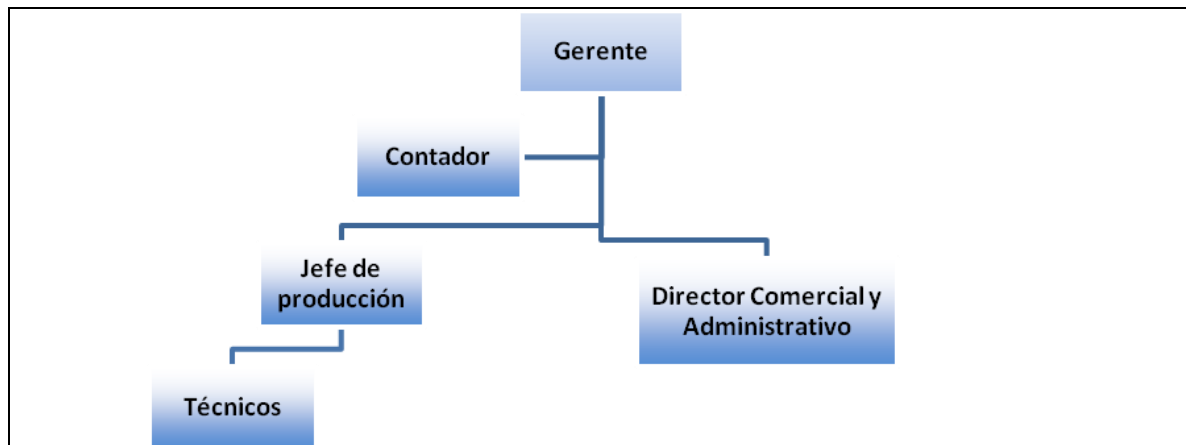 Gerente
Contador
Jefe de
producción
Director Comercial y
Administrativo
Técnicos